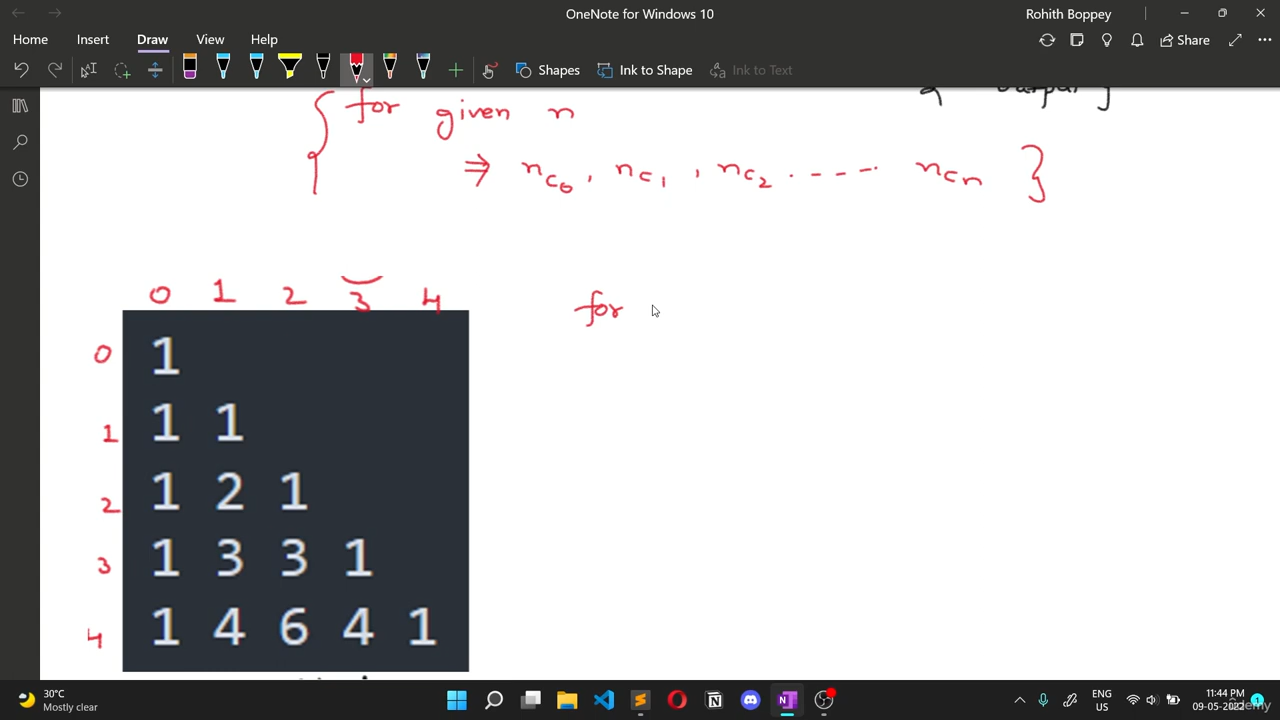 OneNote for Windows 10
Rohith Boppey
Home Insert Draw View Help
Share
Shapes Ink to Shape Ink to Text
for given n
⇒ nc0, nc1, nc2 . - - - - . ncn }
0 1 2 3 4
for
0 1
1 1 1
2 1 2 1
3 1 3 3 1
4 1 4 6 4 1
30°C
Mostly clear
ENG
US
11:44 PM
09-05-2022
1
Udemy